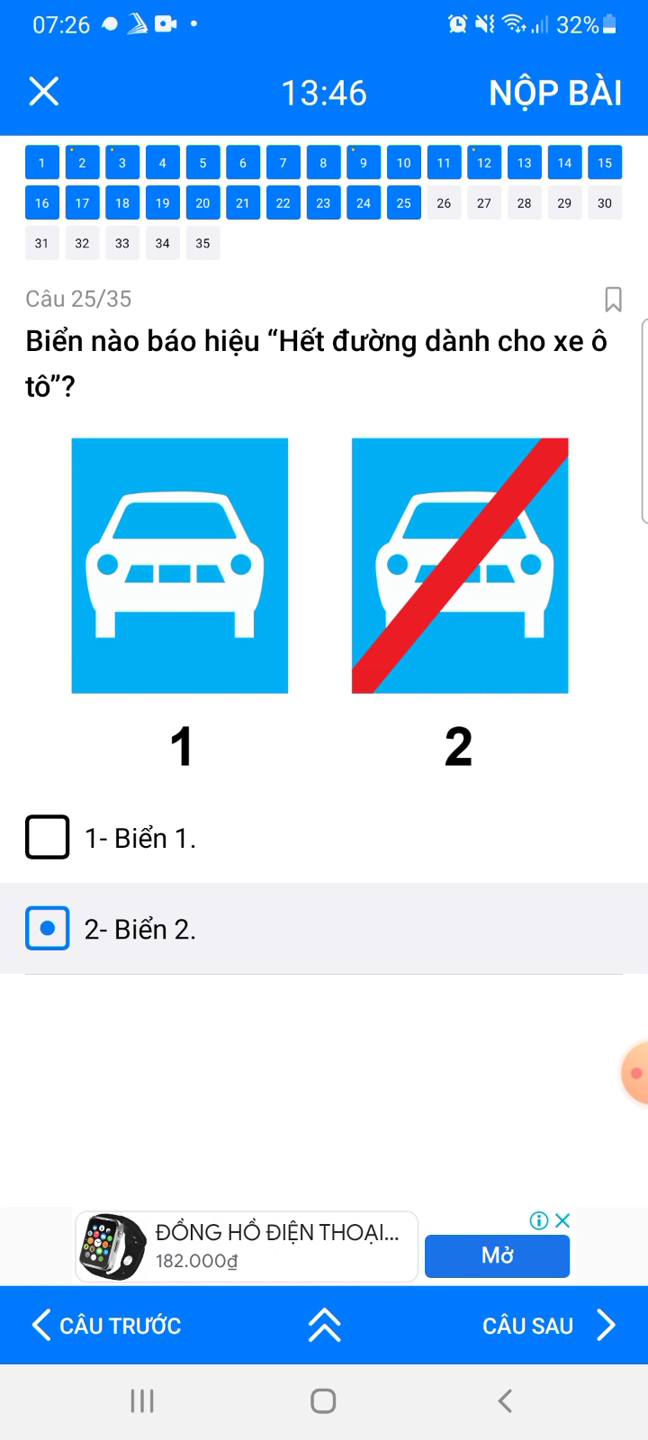 07:26
32%
13:46
NỘP BÀI
1 2 3 4 5 6 7 8 9 10 11 12 13 14 15
16 17 18 19 20 21 22 23 24 25 26 27 28 29 30
31 32 33 34 35
Câu 25/35
Biển nào báo hiệu “Hết đường dành cho xe ô
tô”?
1 2
1- Biển 1.
2- Biển 2.
ĐỒNG HỒ ĐIỆN THOẠI...
182.000₫
Mở
CÂU TRƯỚC
CÂU SAU